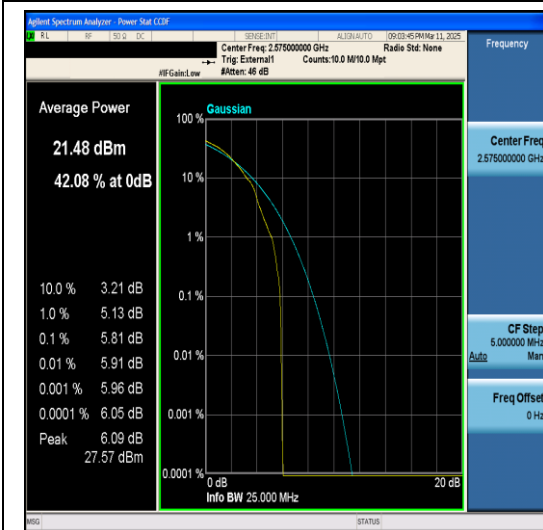 Agilent Spectrum Analyzer - Power Stat CCDF
RL RF 50 Ω DC SENSE:INT ALIGNAUTO 09:03:45 PM Mar 11, 2025
Center Freq: 2.575000000 GHz Radio Std: None
Trig: External1 Counts:10.0 M/10.0 Mpt
#IFGain:Low #Atten: 46 dB
Frequency
Average Power
21.48 dBm
42.08 % at 0dB
10.0 % 3.21 dB
1.0 % 5.13 dB
0.1 % 5.81 dB
0.01 % 5.91 dB
0.001 % 5.96 dB
0.0001 % 6.05 dB
Peak 6.09 dB
27.57 dBm
Gaussian
100 %
10 %
1 %
0.1 %
0.01 %
0.001 %
0.0001 %
0 dB 20 dB
Info BW 25.000 MHz
Center Freq
2.575000000 GHz
CF Step
5.000000 MHz
Auto Man
Freq Offset
0 Hz
MSG STATUS